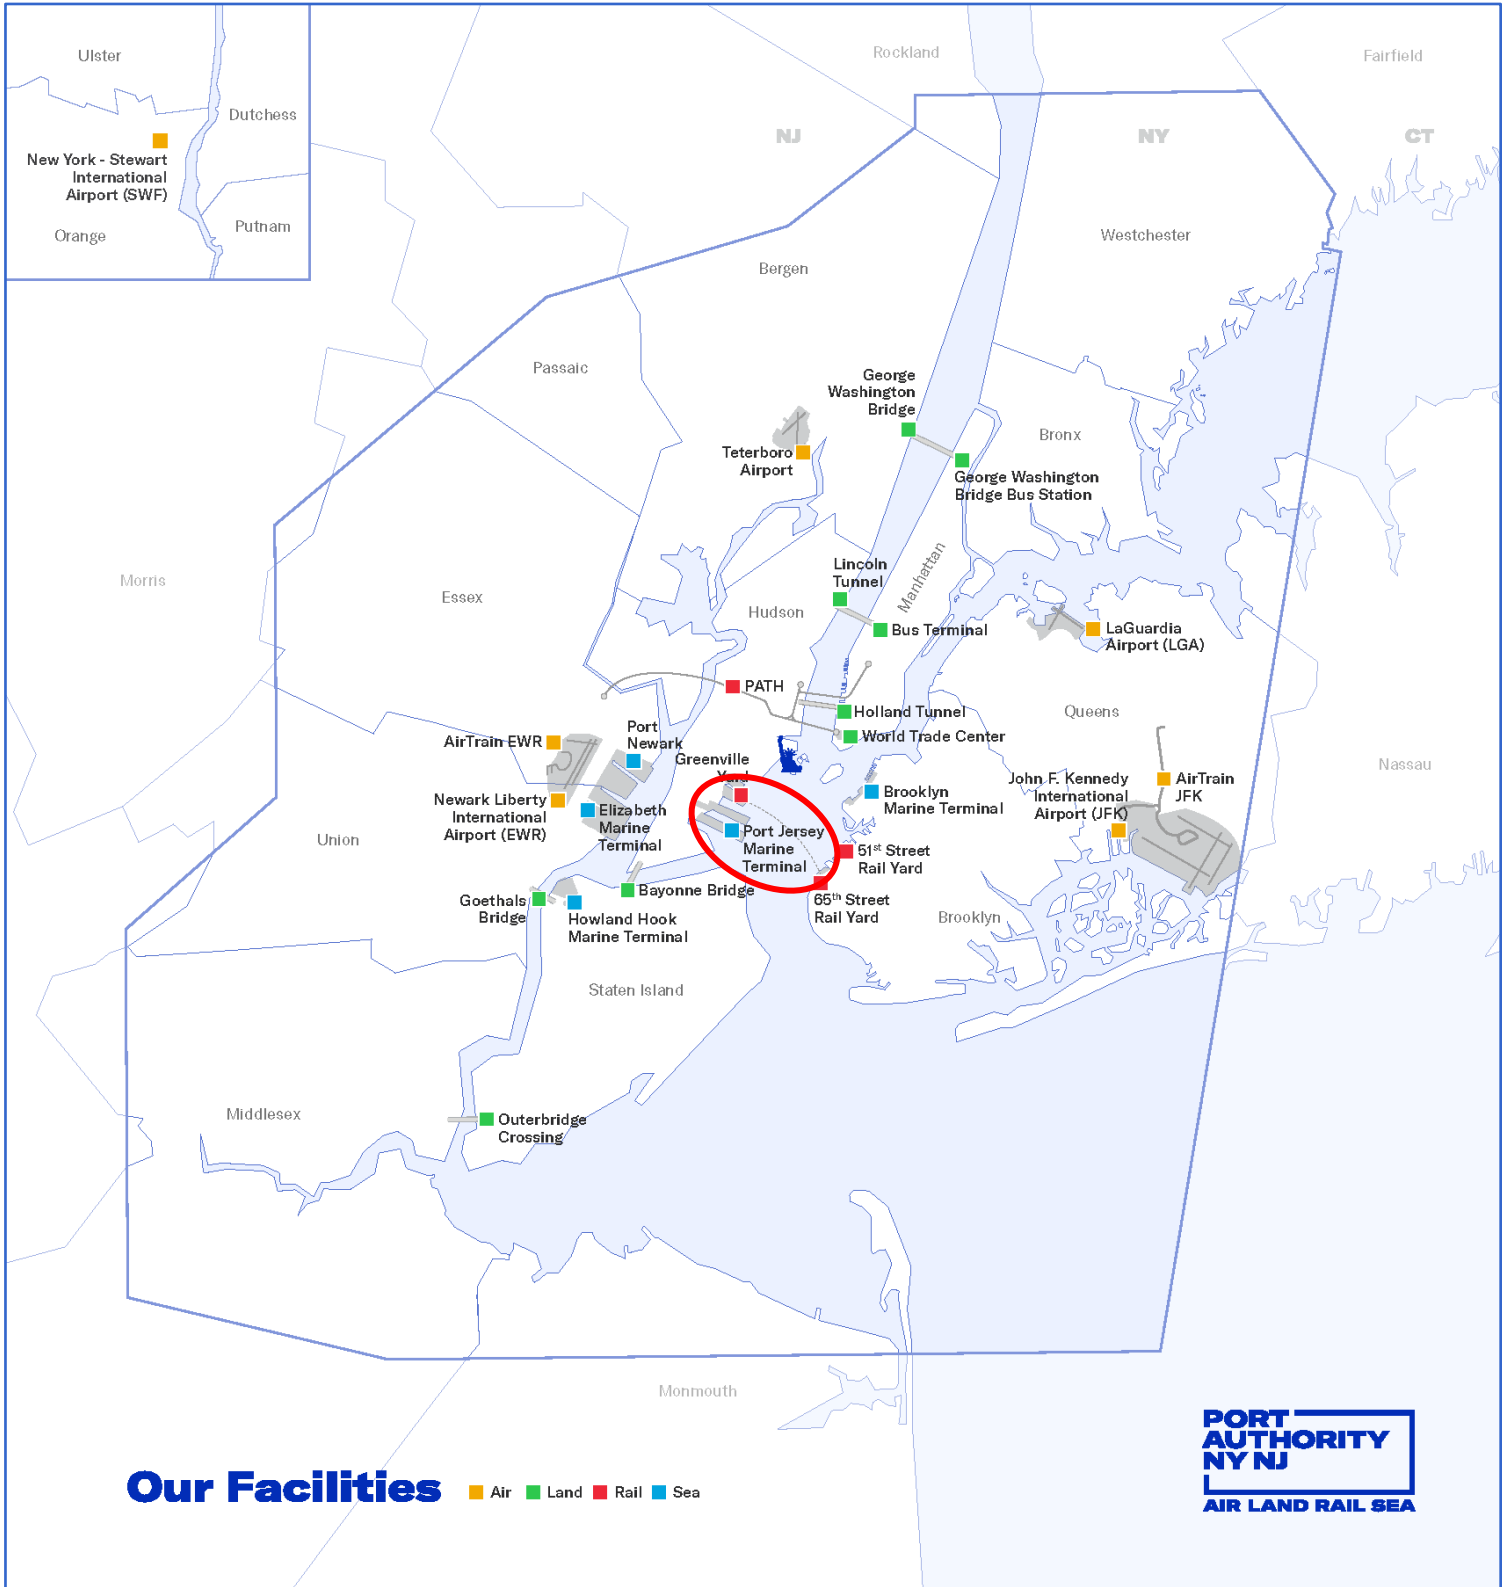 Ulster
Dutchess
New York - Stewart
International
Airport (SWF)
Putnam
Orange
Rockland
Fairfield
NJ
NY
CT
Westchester
Bergen
Passaic
George
Washington
Bridge
Bronx
Teterboro
Airport
George Washington
Bridge Bus Station
Morris
Essex
Lincoln
Tunnel
Manhattan
Hudson
Bus Terminal
LaGuardia
Airport (LGA)
PATH
Holland Tunnel
Queens
World Trade Center
AirTrain EWR
Port
Newark
Greenville
Yard
Nassau
John F. Kennedy
International
Airport (JFK)
AirTrain
JFK
Brooklyn
Marine Terminal
Newark Liberty
International
Airport (EWR)
Elizabeth
Marine
Terminal
Port Jersey
Marine
Terminal
Union
51st Street
Rail Yard
Bayonne Bridge
65th Street
Rail Yard
Goethals
Bridge
Howland Hook
Marine Terminal
Brooklyn
Staten Island
Middlesex
Outerbridge
Crossing
Monmouth
Our Facilities
Air Land Rail Sea
PORT
AUTHORITY
NY NJ
AIR LAND RAIL SEA